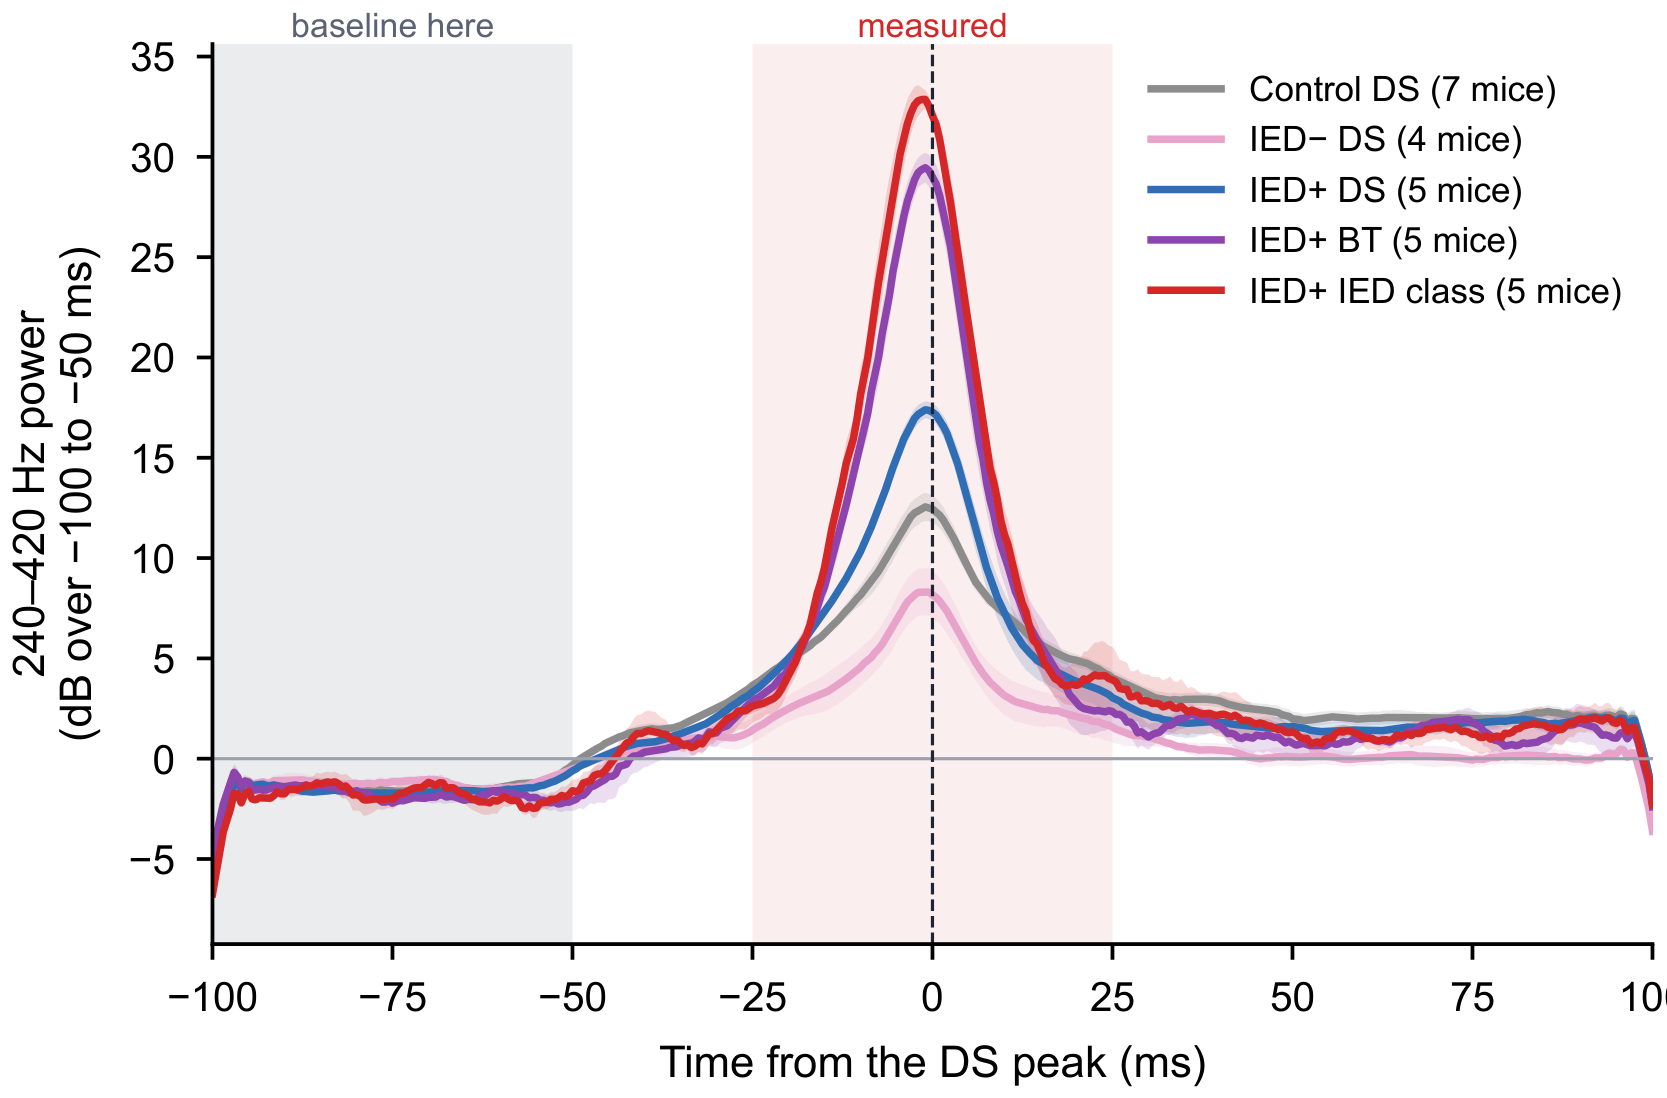 baseline here
measured
35
30
25
20
15
10
5
0
−5
240–420 Hz power
(dB over −100 to −50 ms)
Control DS (7 mice)
IED− DS (4 mice)
IED+ DS (5 mice)
IED+ BT (5 mice)
IED+ IED class (5 mice)
−100 −75 −50 −25 0 25 50 75 100
Time from the DS peak (ms)